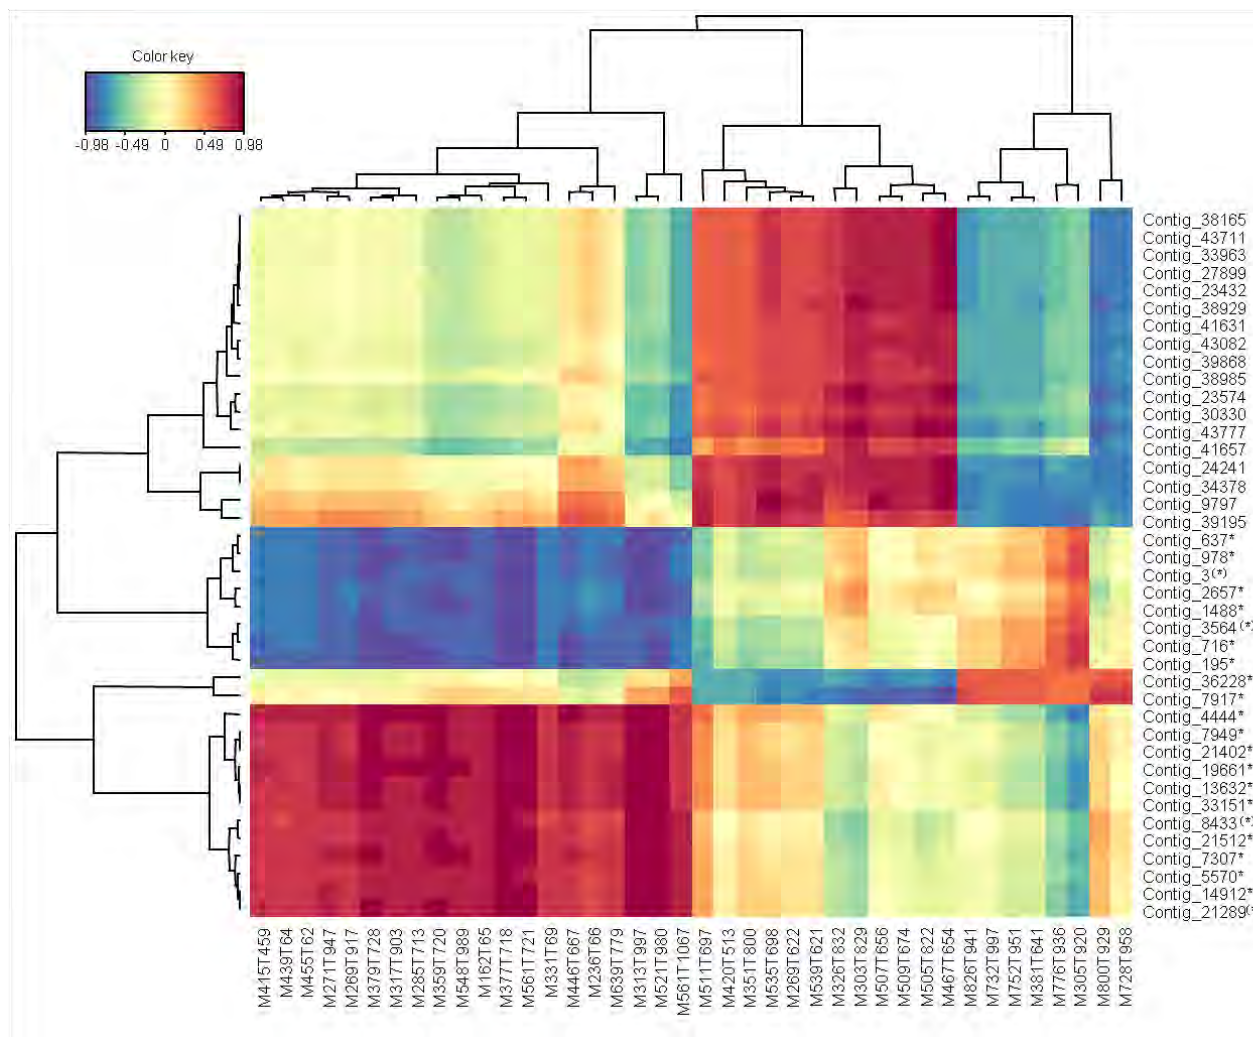 Color key
-0.98 -0.49 0 0.49 0.98
Contig_38165
Contig_43711
Contig_33963
Contig_27899
Contig_23432
Contig_38929
Contig_41631
Contig_43082
Contig_39868
Contig_38985
Contig_23574
Contig_30330
Contig_43777
Contig_41657
Contig_24241
Contig_34378
Contig_9797
Contig_39195
Contig_637*
Contig_978*
Contig_3(*)
Contig_2657*
Contig_1488*
Contig_3564(*)
Contig_716*
Contig_195*
Contig_36228*
Contig_7917*
Contig_4444*
Contig_7949*
Contig_21402*
Contig_19661*
Contig_13632*
Contig_33151*
Contig_8433(*)
Contig_21512*
Contig_7307*
Contig_5570*
Contig_14912*
Contig_21289(*
M415T459
M439T64
M455T62
M271T947
M269T917
M379T728
M317T903
M285T713
M359T720
M548T989
M162T65
M377T718
M561T721
M331T69
M446T667
M236T66
M639T779
M313T997
M521T980
M561T1067
M511T697
M420T513
M351T800
M535T698
M269T622
M539T621
M326T832
M303T829
M507T656
M509T674
M505T822
M467T654
M826T941
M732T997
M752T951
M381T641
M776T936
M305T920
M800T929
M728T958